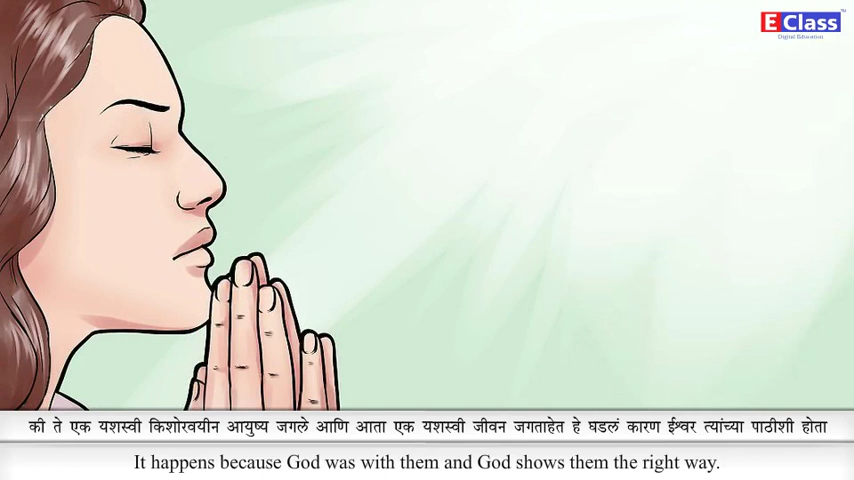 EClass
TM
Digital Education
की ते एक यशस्वी किशोरवयीन आयुष्य जगले आणि आता एक यशस्वी जीवन जगताहेत हे घडलं कारण ईश्वर त्यांच्या पाठीशी होता
It happens because God was with them and God shows them the right way.